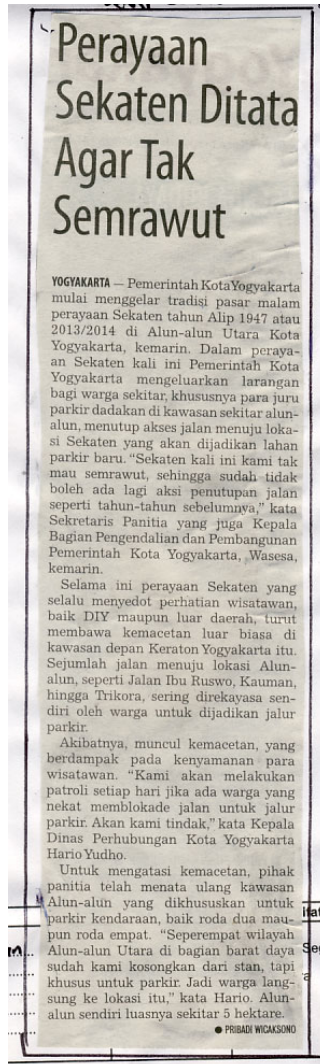 Perayaan
Sekaten Ditata
Agar Tak
Semrawut
YOGYAKARTA — Pemerintah Kota Yogyakarta
mulai menggelar tradisi pasar malam
perayaan Sekaten tahun Alip 1947 atau
2013/2014 di Alun-alun Utara Kota
Yogyakarta, kemarin. Dalam peraya-
an Sekaten kali ini Pemerintah Kota
Yogyakarta mengeluarkan larangan
bagi warga sekitar, khususnya para juru
parkir dadakan di kawasan sekitar alun-
alun, menutup akses jalan menuju loka-
si Sekaten yang akan dijadikan lahan
parkir baru. “Sekaten kali ini kami tak
mau semrawut, sehingga sudah tidak
boleh ada lagi aksi penutupan jalan
seperti tahun-tahun sebelumnya,” kata
Sekretaris Panitia yang juga Kepala
Bagian Pengendalian dan Pembangunan
Pemerintah Kota Yogyakarta, Wasesa,
kemarin.
Selama ini perayaan Sekaten yang
selalu menyedot perhatian wisatawan,
baik DIY maupun luar daerah, turut
membawa kemacetan luar biasa di
kawasan depan Keraton Yogyakarta itu.
Sejumlah jalan menuju lokasi Alun-
alun, seperti Jalan Ibu Ruswo, Kauman,
hingga Trikora, sering direkayasa sen-
diri oleh warga untuk dijadikan jalur
parkir.
Akibatnya, muncul kemacetan, yang
berdampak pada kenyamanan para
wisatawan. “Kami akan melakukan
patroli setiap hari jika ada warga yang
nekat memblokade jalan untuk jalur
parkir. Akan kami tindak,” kata Kepala
Dinas Perhubungan Kota Yogyakarta
Hario Yudho.
Untuk mengatasi kemacetan, pihak
panitia telah menata ulang kawasan
Alun-alun yang dikhususkan untuk
parkir kendaraan, baik roda dua mau-
pun roda empat. “Seperempat wilayah
Alun-alun Utara di bagian barat daya
sudah kami kosongkan dari stan, tapi
khusus untuk parkir. Jadi warga lang-
sung ke lokasi itu,” kata Hario. Alun-
alun sendiri luasnya sekitar 5 hektare.
● PRIBADI WICAKSONO